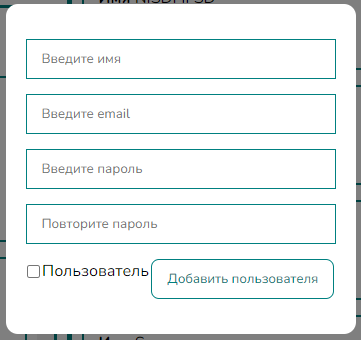 Введите имя
Введите email
Введите пароль
Повторите пароль
Пользователь
Добавить пользователя